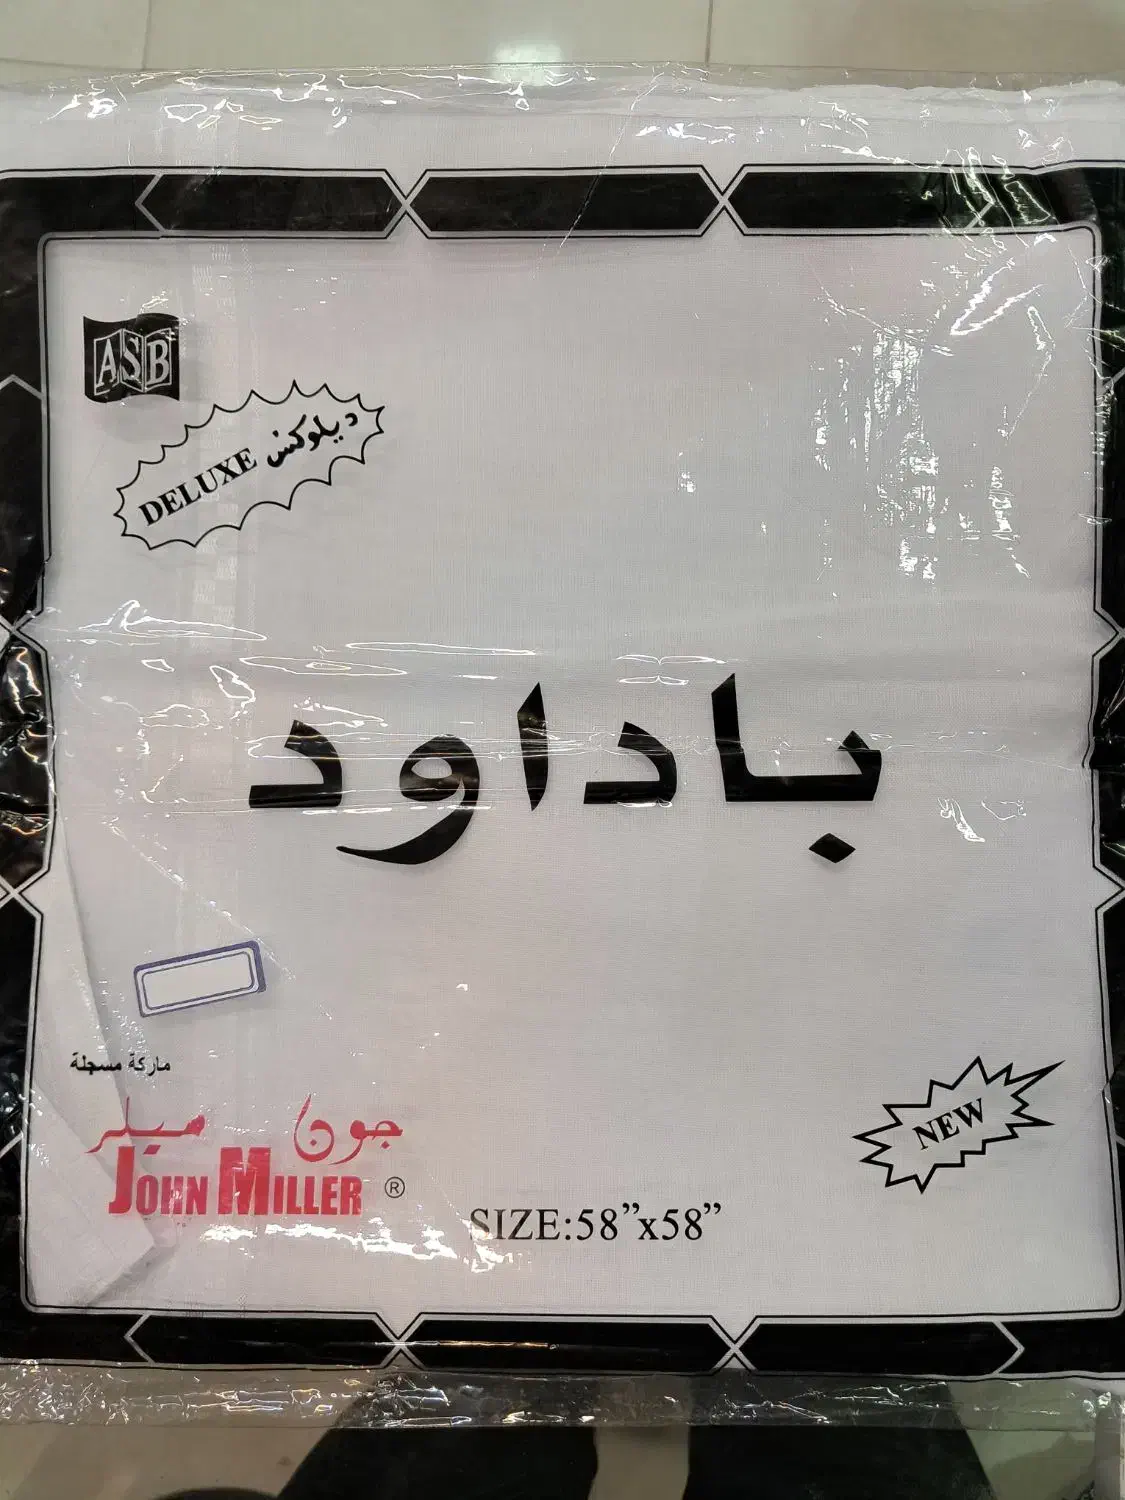 ASB
DELUXE ديلوكس
باداود
ماركة مسجلة
جون ميلر
JOHN MILLER ®
NEW
SIZE:58”x58”